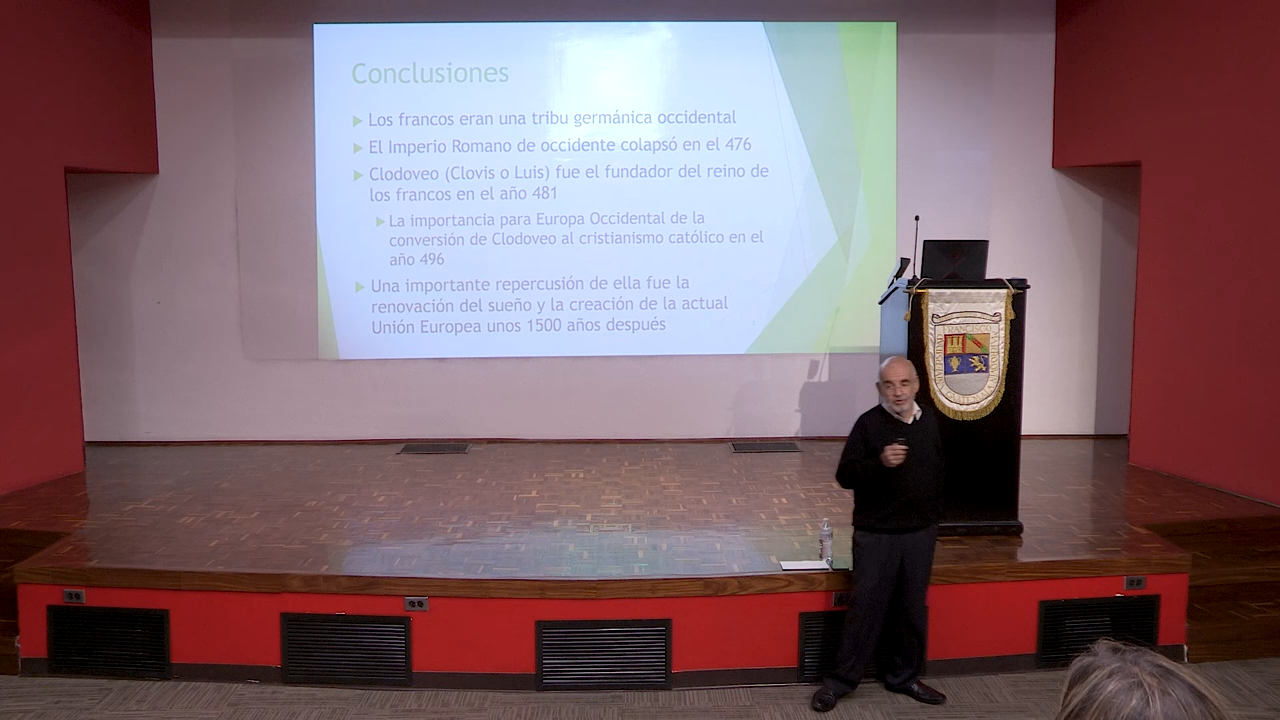 Conclusiones
Los francos eran una tribu germánica occidental
El Imperio Romano de occidente colapsó en el 476
Clodoveo (Clovis o Luis) fue el fundador del reino de
los francos en el año 481
La importancia para Europa Occidental de la
conversión de Clodoveo al cristianismo católico en el
año 496
Una importante repercusión de ella fue la
renovación del sueño y la creación de la actual
Unión Europea unos 1500 años después
FRANCISCO